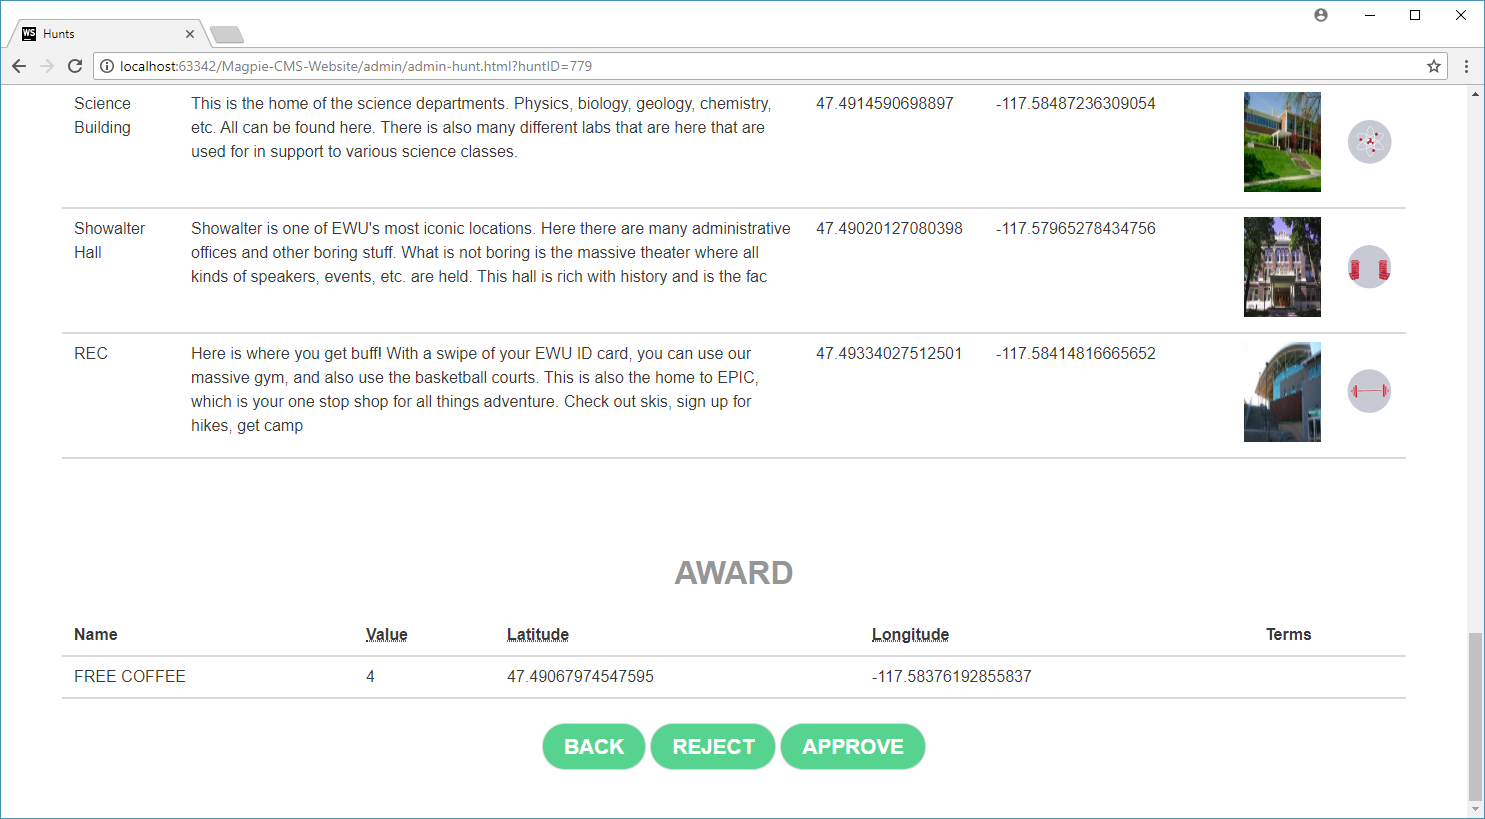 WS Hunts
localhost:63342/Magpie-CMS-Website/admin/admin-hunt.html?huntID=779
Science Building
This is the home of the science departments. Physics, biology, geology, chemistry,
etc. All can be found here. There is also many different labs that are here that are
used for in support to various science classes.
47.4914590698897
-117.58487236309054
Showalter Hall
Showalter is one of EWU's most iconic locations. Here there are many administrative
offices and other boring stuff. What is not boring is the massive theater where all
kinds of speakers, events, etc. are held. This hall is rich with history and is the fac
47.49020127080398
-117.57965278434756
REC
Here is where you get buff! With a swipe of your EWU ID card, you can use our
massive gym, and also use the basketball courts. This is also the home to EPIC,
which is your one stop shop for all things adventure. Check out skis, sign up for
hikes, get camp
47.49334027512501
-117.58414816665652
AWARD
Name Value Latitude Longitude Terms
FREE COFFEE 4 47.49067974547595 -117.58376192855837
BACK REJECT APPROVE